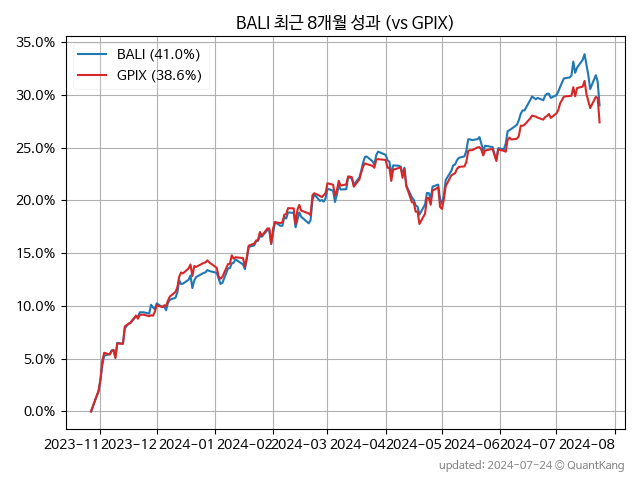 BALI 최근 8개월 성과 (vs GPIX)
35.0%
BALI (41.0%)
GPIX (38.6%)
30.0%
25.0%
20.0%
15.0%
10.0%
5.0%
0.0%
2023-11 2023-12 2024-01 2024-02 2024-03 2024-04 2024-05 2024-06 2024-07 2024-08
updated: 2024-07-24 © QuantKang